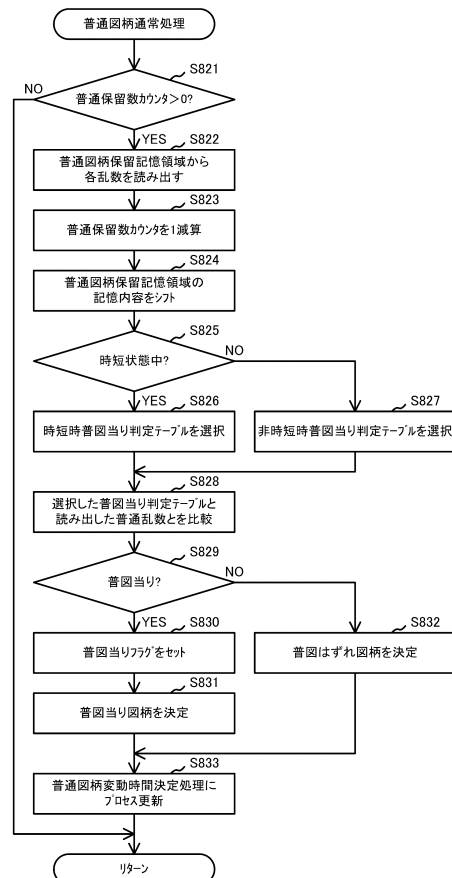 普通図柄通常処理
S821
NO
普通保留数カウンタ>0?
YES
S822
普通図柄保留記憶領域から
各乱数を読み出す
S823
普通保留数カウンタを1減算
S824
普通図柄保留記憶領域の
記憶内容をシフト
S825
時短状態中?
NO
YES
S826
S827
時短時普図当り判定テーブルを選択
非時短時普図当り判定テーブルを選択
S828
選択した普図当り判定テーブルと
読み出した普通乱数とを比較
S829
普図当り?
NO
YES
S830
S832
普図当りフラグをセット
普図はずれ図柄を決定
S831
普図当り図柄を決定
S833
普通図柄変動時間決定処理に
プロセス更新
リターン